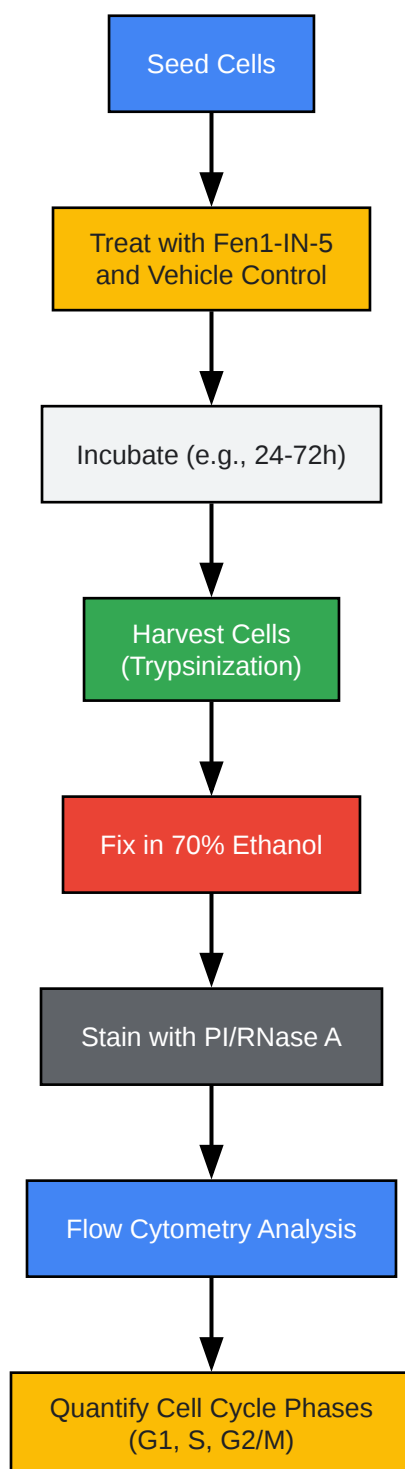 Seed Cells
Treat with Fen1-IN-5
and Vehicle Control
Incubate (e.g., 24-72h)
Harvest Cells
(Trypsinization)
Fix in 70% Ethanol
Stain with PI/RNase A
Flow Cytometry Analysis
Quantify Cell Cycle Phases
(G1, S, G2/M)